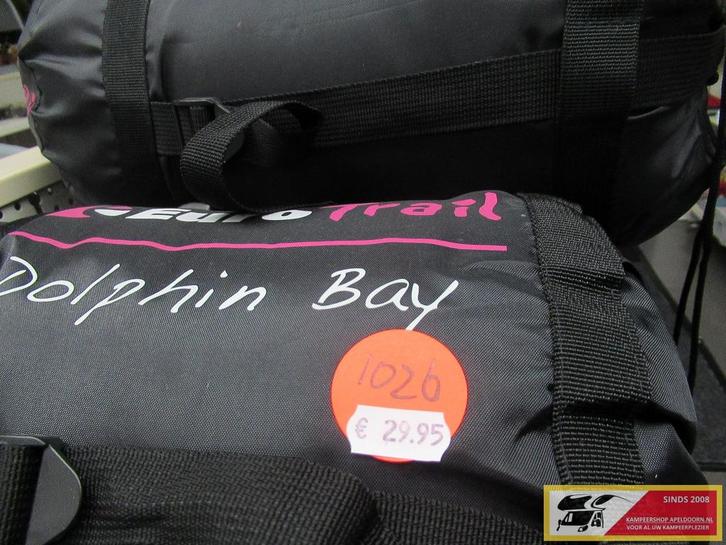 EuroTrail
Dolphin Bay
1026
€ 29.95
SINDS 2008
KAMPEERSHOP APELDOORN.NL
VOOR AL UW KAMPEERPLEZIER